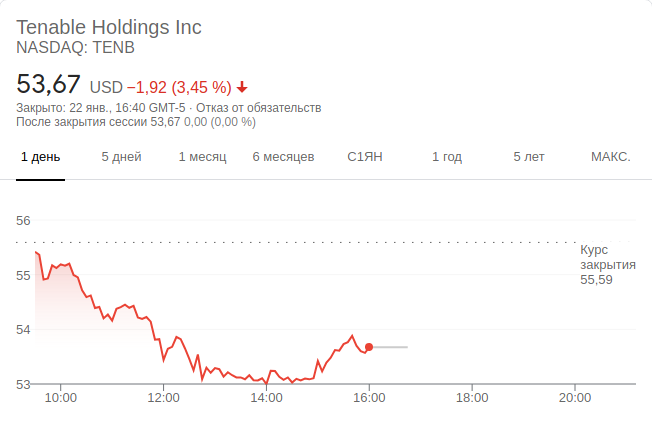 Tenable Holdings Inc
NASDAQ: TENB
53,67 USD −1,92 (3,45 %)
Закрыто: 22 янв., 16:40 GMT-5 · Отказ от обязательств
После закрытия сессии 53,67 0,00 (0,00 %)
1 день 5 дней 1 месяц 6 месяцев С1ЯН 1 год 5 лет МАКС.
56
Курс
закрытия
55,59
55
54
53
10:00 12:00 14:00 16:00 18:00 20:00